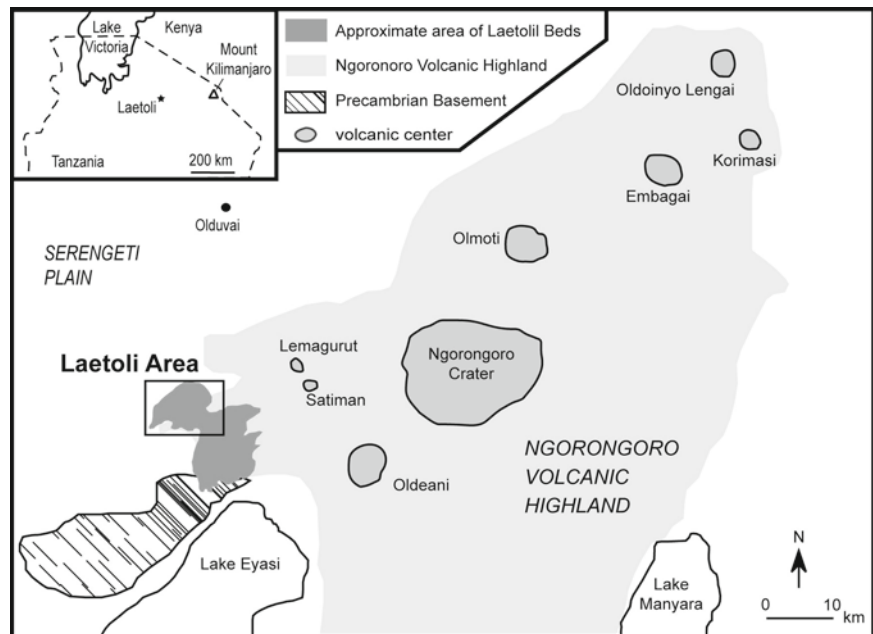 Lake
Victoria
Kenya
Mount
Kilimanjaro
Laetoli
Tanzania
200 km
Approximate area of Laetolil Beds
Ngoronoro Volcanic Highland
Precambrian Basement
volcanic center
Oldoinyo Lengai
Korimasi
Embagai
Olduvai
Olmoti
SERENGETI
PLAIN
Lemagurut
Ngorongoro
Crater
Laetoli Area
Satiman
Oldeani
NGORONGORO
VOLCANIC
HIGHLAND
Lake Eyasi
Lake
Manyara
N
0 10
km